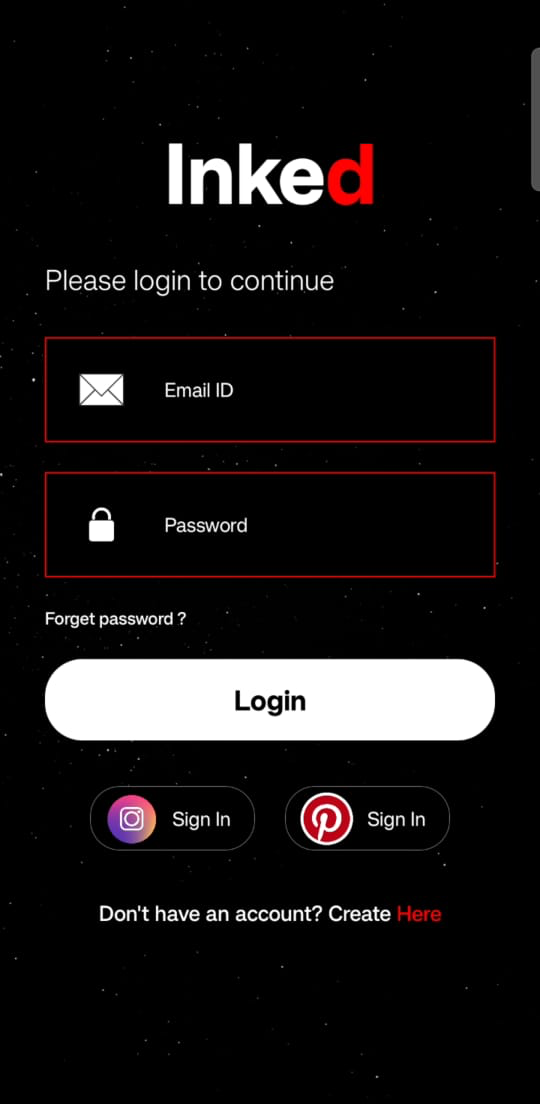 Inked
Please login to continue
Email ID
Password
Forget password ?
Login
Sign In Sign In
Don't have an account? Create Here